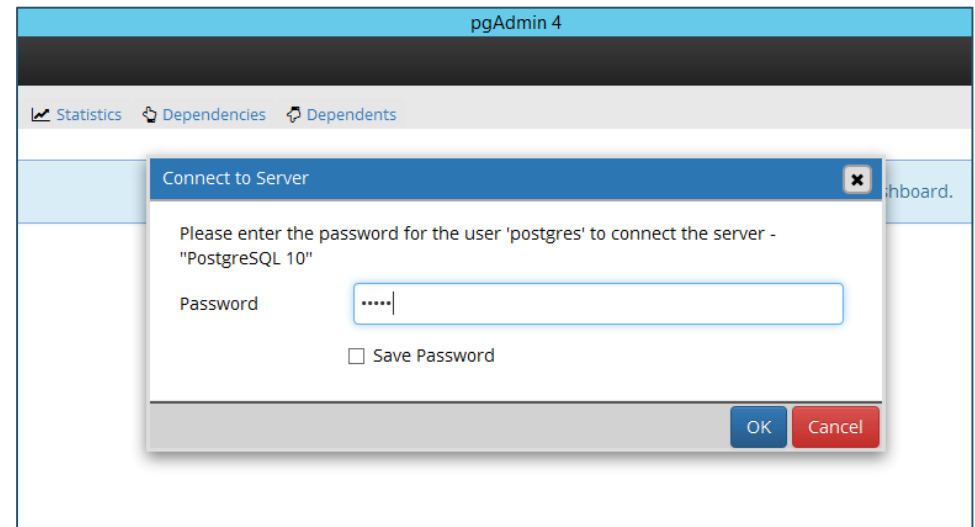 pgAdmin 4
Statistics Dependencies Dependents
shboard.
Connect to Server
Please enter the password for the user 'postgres' to connect the server -
"PostgreSQL 10"
Password •••••
Save Password
OK Cancel